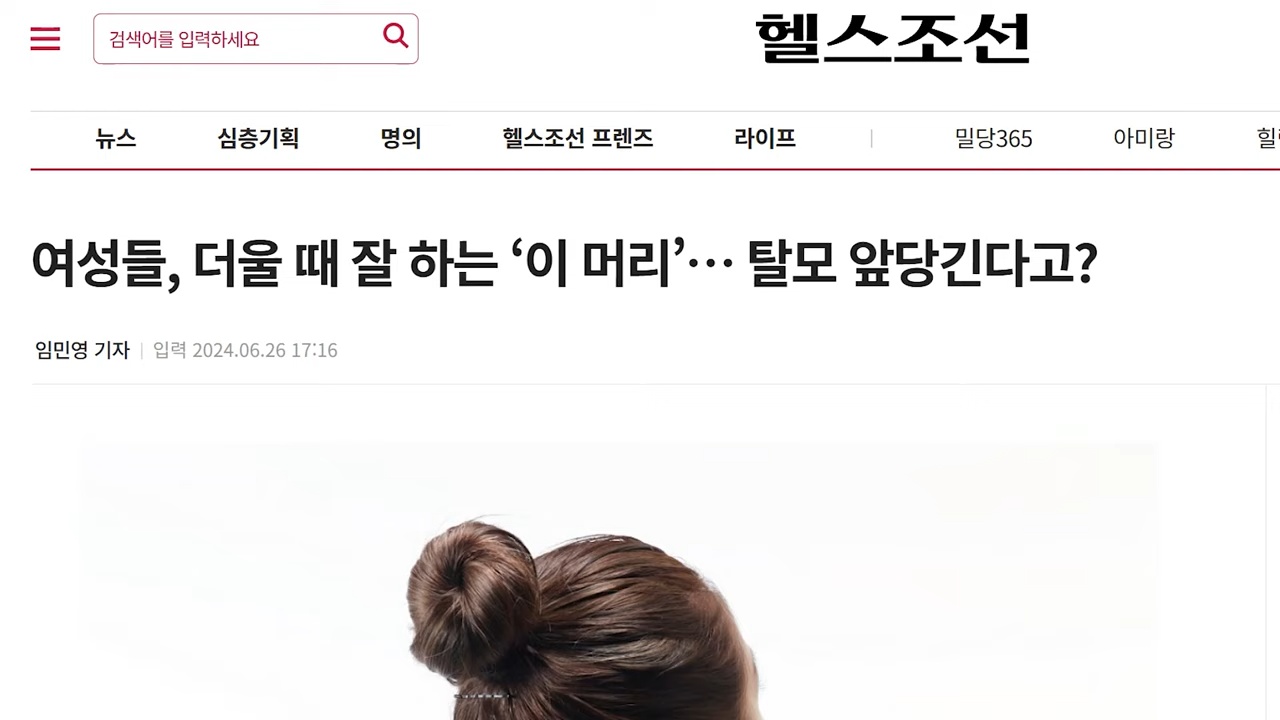 검색어를 입력하세요
헬스조선
뉴스 심층기획 명의 헬스조선 프렌즈 라이프 | 밀당365 아미랑
여성들, 더울 때 잘 하는 ‘이 머리’… 탈모 앞당긴다고?
임민영 기자 | 입력 2024.06.26 17:16